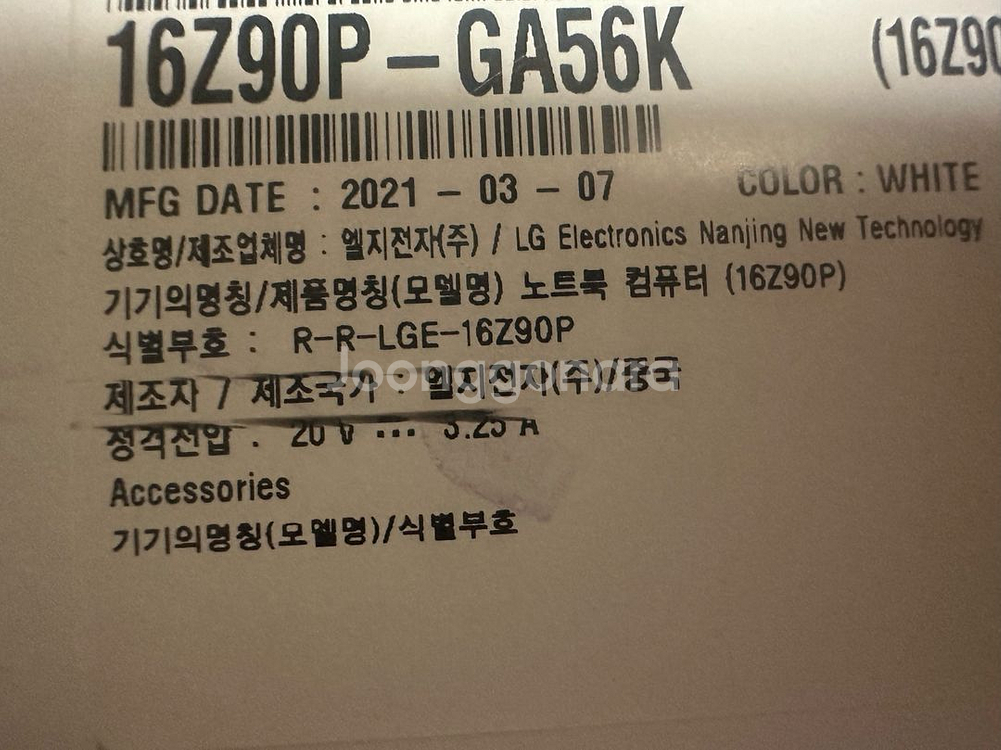 16Z90P-GA56K (16Z90
MFG DATE : 2021 - 03 - 07 COLOR : WHITE
상호명/제조업체명 : 엘지전자(주) / LG Electronics Nanjing New Technology
기기의명칭/제품명칭(모델명) 노트북 컴퓨터 (16Z90P)
식별부호 : R-R-LGE-16Z90P
제조자 / 제조국가 : 엘지전자(주)/중국
Joonggonara
정격전압 : 20 V ... 3.25 A
Accessories
기기의명칭(모델명)/식별부호